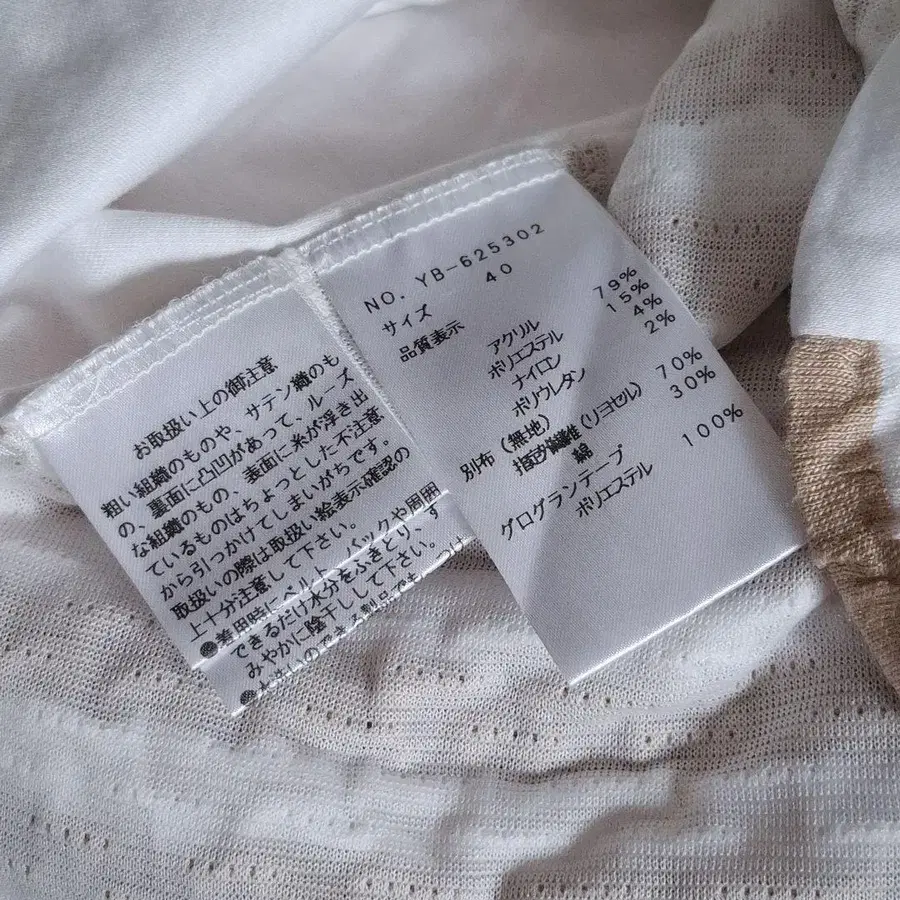 お取扱い上の御注意
粗い組織のものや、サテン織のも
の、裏面に凸凹があって、ルーズ
な組織のもの、表面に糸が浮き出
ているものはちょっとした不注意
から引っかけてしまいがちです。
取扱いの際は取扱い絵表示確認の
上十分注意して下さい。
●着用時にベルト、バックや周囲
できるだけ水分をふきとり、す
みやかに陰干しして下さい。
NO. YB-625302
サイズ 40
品質表示
アクリル 79%
ポリエステル 15%
ナイロン 4%
ポリウレタン 2%
別布(無地)
指定外繊維(リヨセル) 70%
綿 30%
グログランテープ
ポリエステル 100%